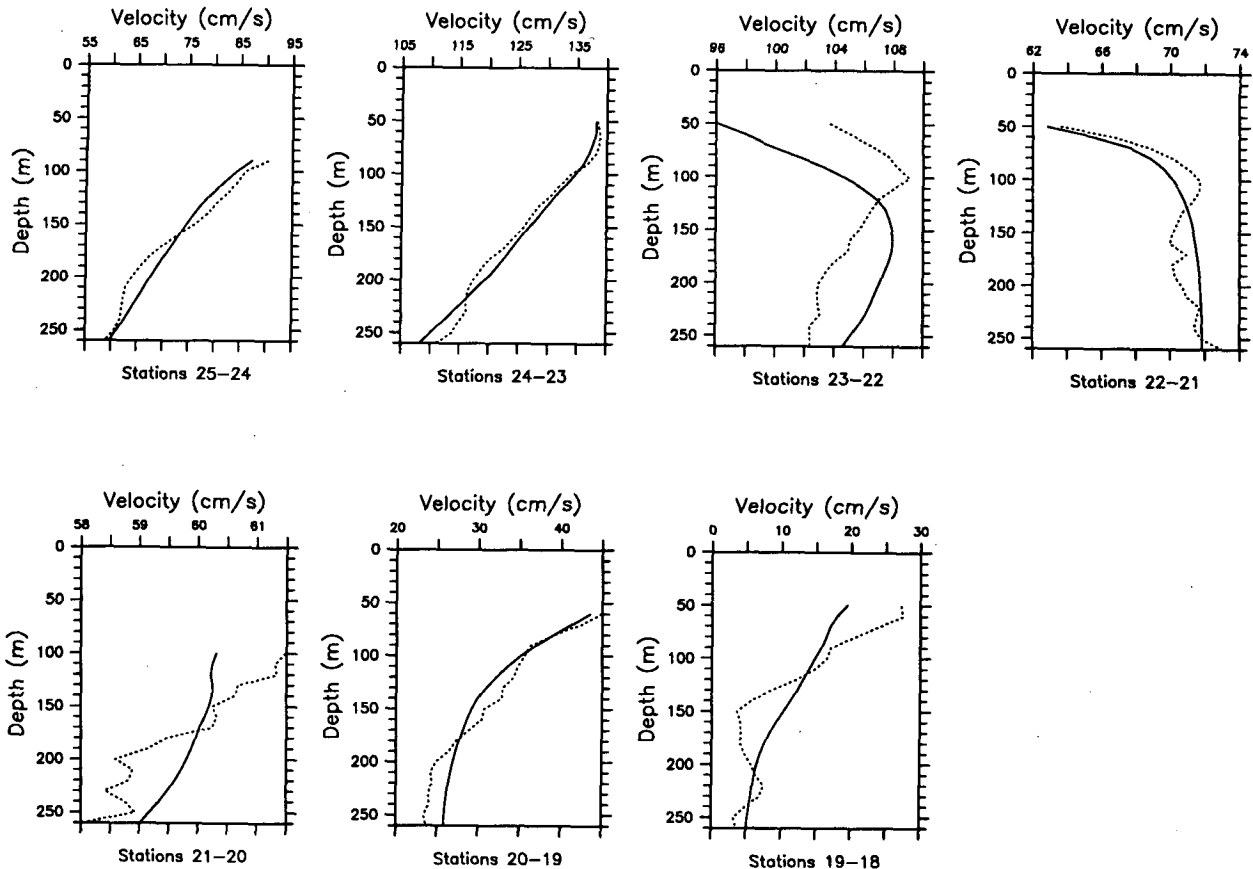 Velocity (cm/s)
55 65 75 85 95
0
50
100
150
200
250
Depth (m)
Stations 25-24
Velocity (cm/s)
105 115 125 135
0
50
100
150
200
250
Depth (m)
Stations 24-23
Velocity (cm/s)
96 100 104 108
0
50
100
150
200
250
Depth (m)
Stations 23-22
Velocity (cm/s)
62 66 70 74
0
50
100
150
200
250
Depth (m)
Stations 22-21
Velocity (cm/s)
58 59 60 61
0
50
100
150
200
250
Depth (m)
Stations 21-20
Velocity (cm/s)
20 30 40
0
50
100
150
200
250
Depth (m)
Stations 20-19
Velocity (cm/s)
0 10 20 30
0
50
100
150
200
250
Depth (m)
Stations 19-18